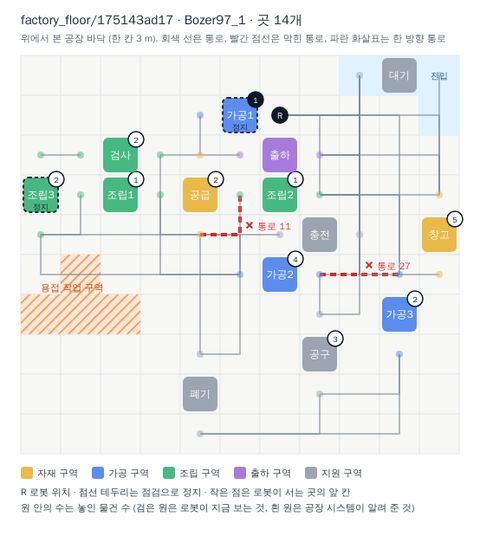 factory_floor/175143ad17 · Bozer97_1 · 곳 14개
위에서 본 공장 바닥 (한 칸 3 m). 회색 선은 통로, 빨간 점선은 막힌 통로, 파란 화살표는 한 방향 통로
대기
전립
1
가공1
정지
R
2
검사
출하
2
조립3
정지
1
조립1
2
공급
1
조립2
✕ 통로 11
충전
5
창고
4
가공2
✕ 통로 27
용접 작업 구역
2
가공3
3
공구
폐기
자재 구역
가공 구역
조립 구역
출하 구역
지원 구역
R 로봇 위치 · 점선 테두리는 점검으로 정지 · 작은 점은 로봇이 서는 곳의 앞 칸
원 안의 수는 놓인 물건 수 (검은 원은 로봇이 지금 보는 것, 흰 원은 공장 시스템이 알려 준 것)